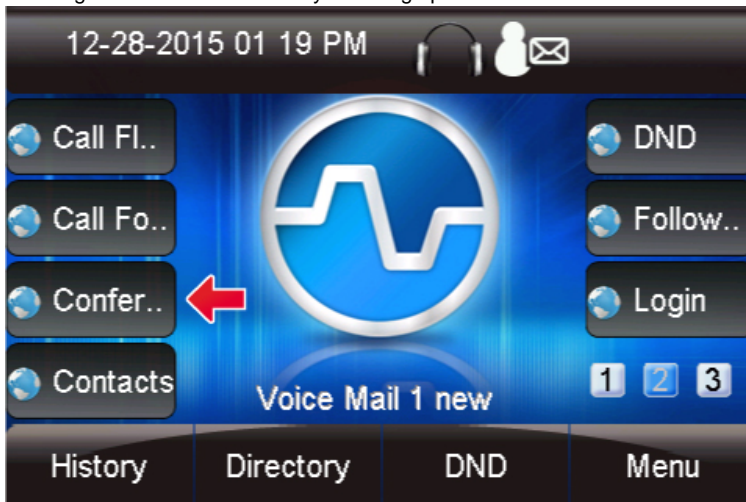 12-28-2015 01 19 PM
Call Fl.. DND
Call Fo.. Follow..
Confer.. Login
Contacts 1 2 3
Voice Mail 1 new
History Directory DND Menu